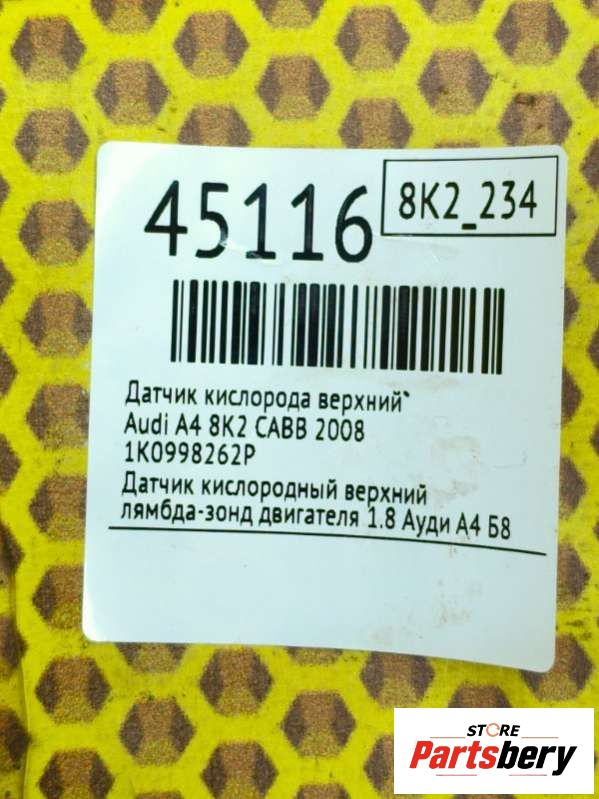 45116
8K2_234
Датчик кислорода верхний`
Audi A4 8K2 CABB 2008
1K0998262P
Датчик кислородный верхний
лямбда-зонд двигателя 1.8 Ауди А4 Б8
STORE
Partsbery